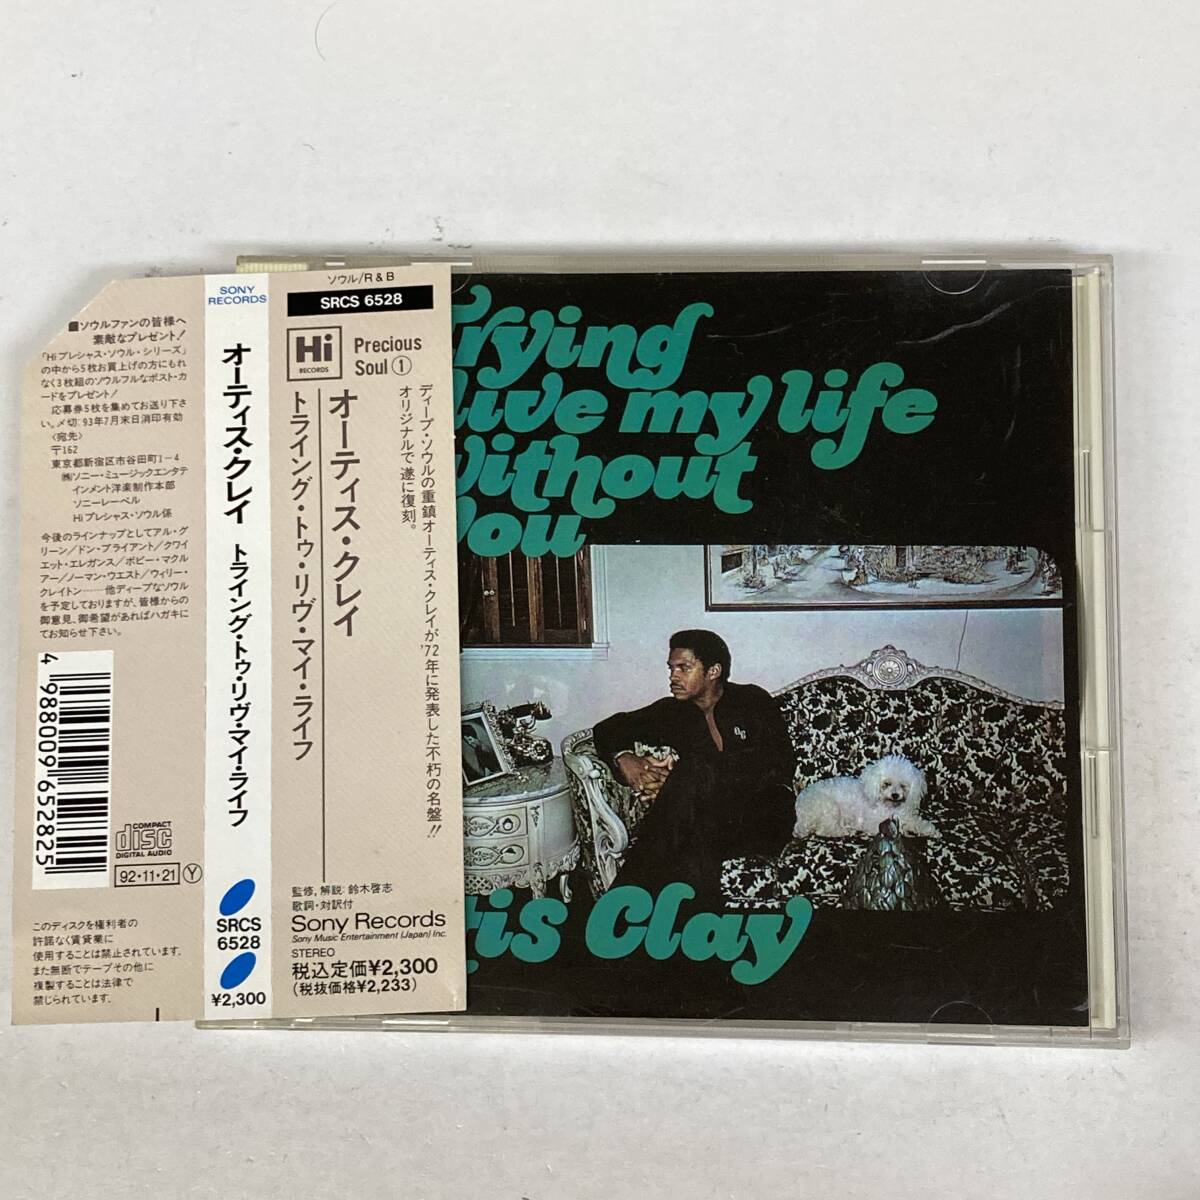 ■ソウルファンの皆様へ
素敵なプレゼント!
「Hiプレシャス・ソウル・シリーズ」
の中から5枚お買上げの方にもれ
なく3枚組のソウルフルなポスト・カ
ードをプレゼント!
応募券5枚を集めてお送り下さ
い。〆切:93年7月末日消印有効
〈宛先〉
〒162
東京都新宿区市谷田町1-4
㈱ソニー・ミュージックエンタテ
インメント洋楽制作本部
ソニーレーベル
Hiプレシャス・ソウル係
今後のラインナップとしてアル・グ
リーン/ドン・ブライアント/クワイ
エット・エレガンス/ボビー・マクル
アー/ノーマン・ウエスト/ウィリー・
クレイトン……他ディープなソウル
を予定しておりますが、皆様からの
御意見、御希望があればハガキに
てお知らせ下さい。
4 988009 652825
COMPACT
disc
DIGITAL AUDIO
92・11・21 Y
このディスクを権利者の
許諾なく賃貸業に
使用することは禁止されています。
また無断でテープその他に
複製することは法律で
禁じられています。
SONY
RECORDS
オーティス・クレイ トライング・トゥ・リヴ・マイ・ライフ
SRCS
6528
¥2,300
ソウル/R&B
SRCS 6528
Hi
RECORDS
Precious
Soul ①
オーティス・クレイ
トライング・トゥ・リヴ・マイ・ライフ
ディープ・ソウルの重鎮オーティス・クレイが'72年に発表した不朽の名盤!!
オリジナルで遂に復刻。
監修, 解説:鈴木啓志
歌詞・対訳付
Sony Records
Sony Music Entertainment (Japan) Inc.
STEREO
税込定価¥2,300
(税抜価格¥2,233)
Trying
live my life
without
you
OC
tis Clay